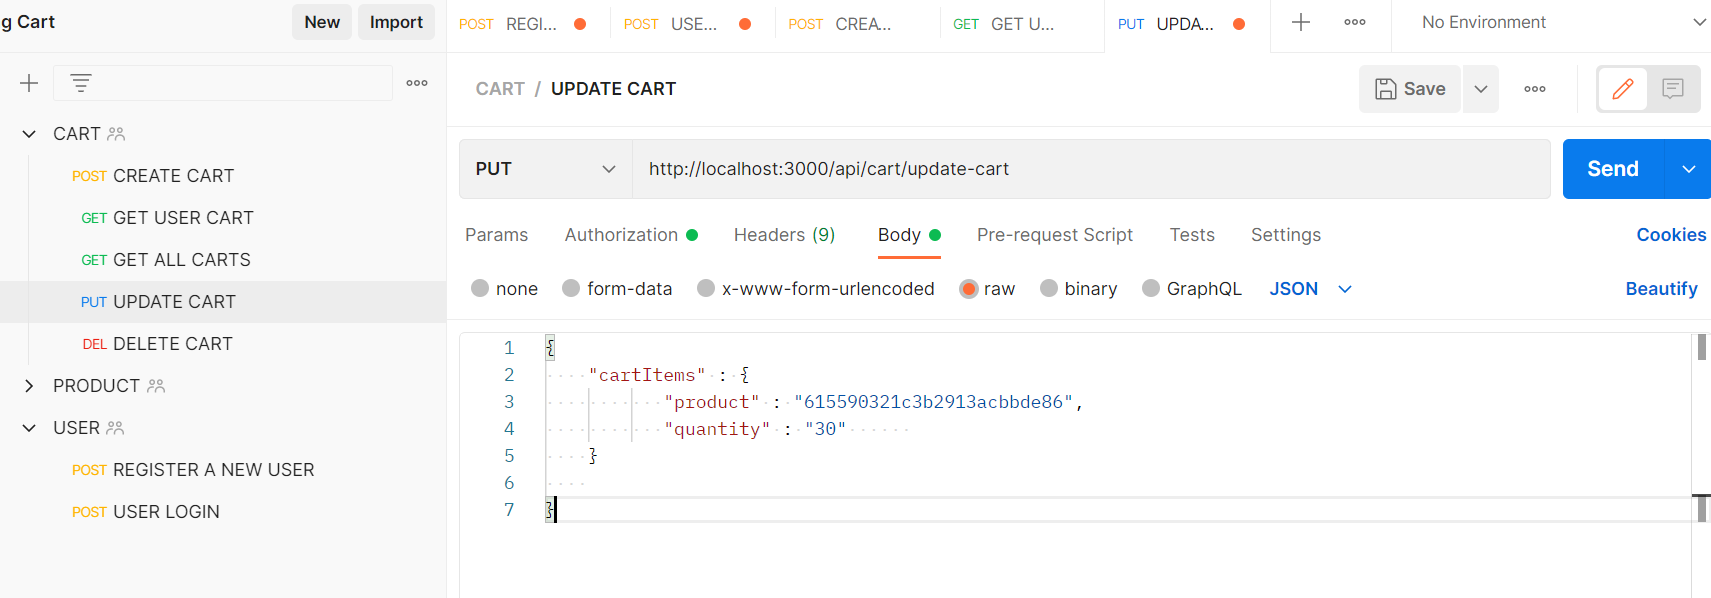 g Cart
New
Import
POST REGI...
POST USE...
POST CREA...
GET GET U...
PUT UPDA...
No Environment
CART / UPDATE CART
Save
CART
POST CREATE CART
GET GET USER CART
GET GET ALL CARTS
PUT UPDATE CART
DEL DELETE CART
PRODUCT
USER
POST REGISTER A NEW USER
POST USER LOGIN
PUT
http://localhost:3000/api/cart/update-cart
Send
Params Authorization Headers (9) Body Pre-request Script Tests Settings Cookies
none form-data x-www-form-urlencoded raw binary GraphQL JSON Beautify
1 {
2 "cartItems" : {
3 "product" : "615590321c3b2913acbbde86",
4 "quantity" : "30"
5 }
6
7 }